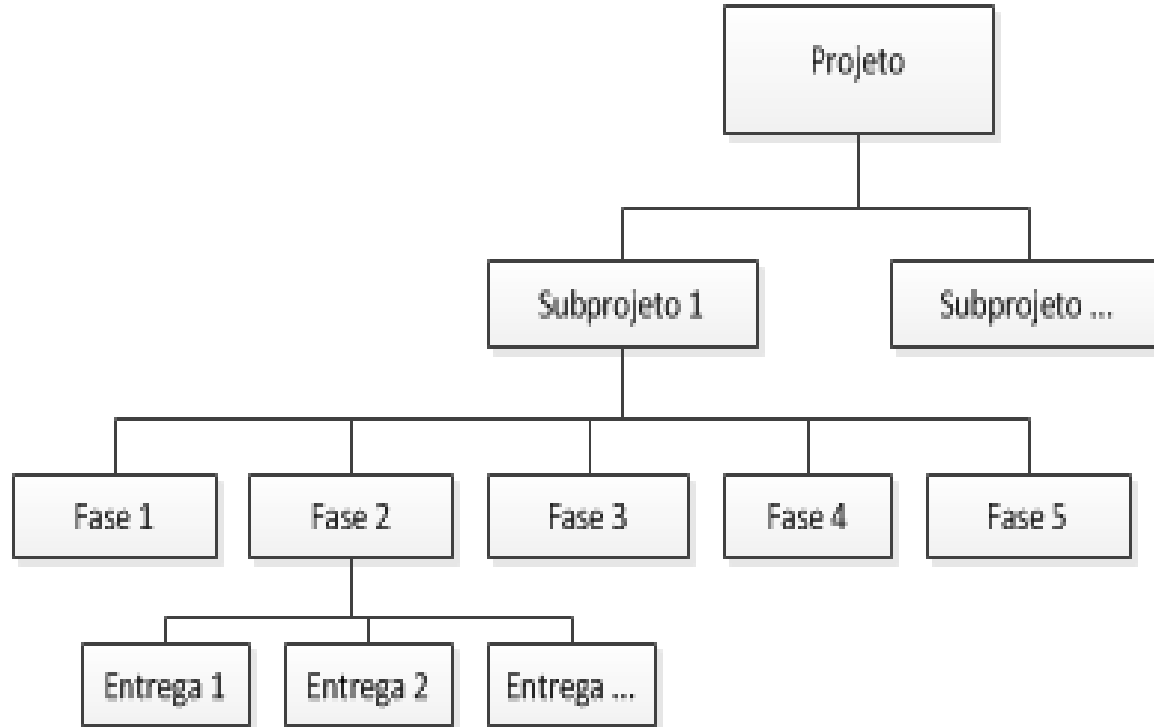 Projeto
Subprojeto 1
Subprojeto ...
Fase 1
Fase 2
Fase 3
Fase 4
Fase 5
Entrega 1
Entrega 2
Entrega ...